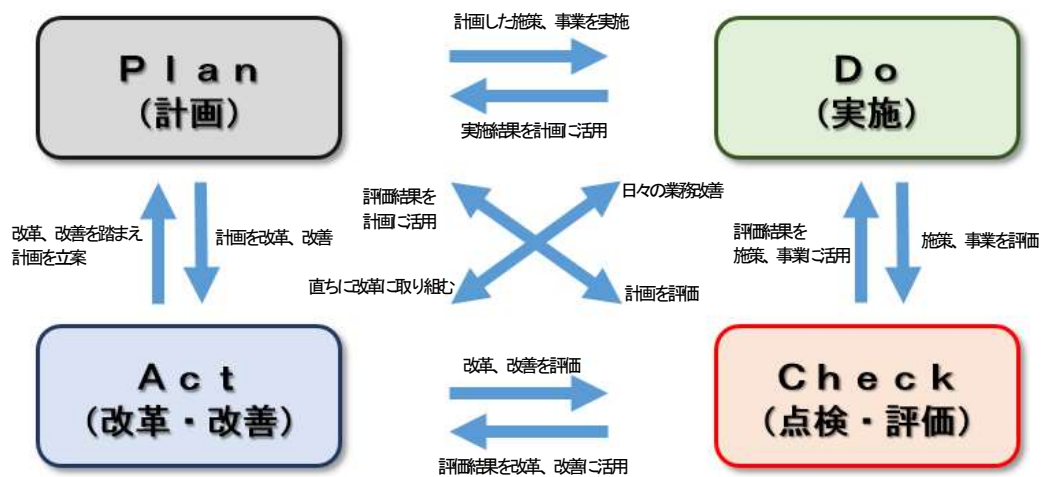 Ｐｌａｎ
（計画）
計画した施策、事業を実施
実施結果を計画に活用
Ｄｏ
（実施）
改革、改善を踏まえ
計画を立案
計画を改革、改善
評価結果を
計画に活用
日々の業務改善
直ちに改革に取り組む
計画を評価
評価結果を
施策、事業に活用
施策、事業を評価
Ａｃｔ
（改革・改善）
改革、改善を評価
評価結果を改革、改善に活用
Ｃｈｅｃｋ
（点検・評価）